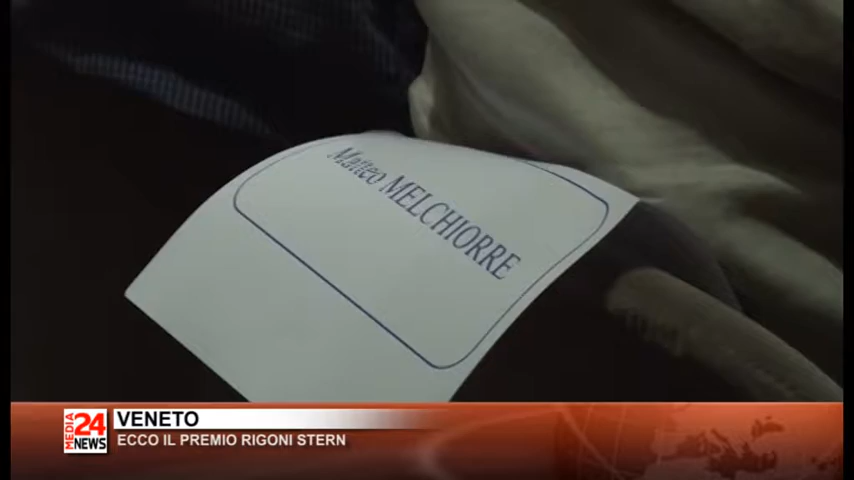 Matteo MELCHIORRE
MEDIA 24 NEWS
VENETO
ECCO IL PREMIO RIGONI STERN